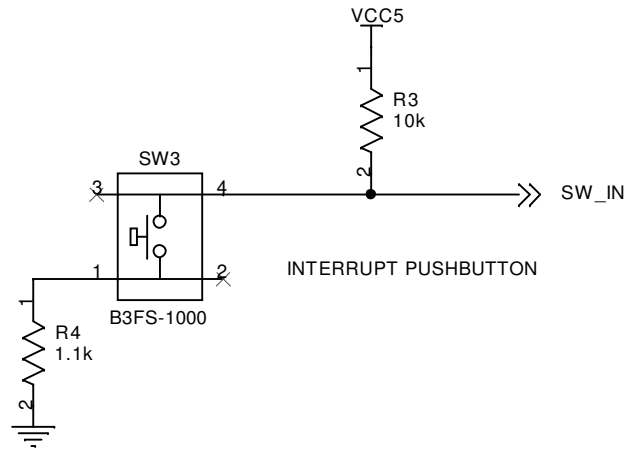 VCC5
1
R3
10k
2
SW3
3
4
SW_IN
1
2
INTERRUPT PUSHBUTTON
B3FS-1000
1
R4
1.1k
2